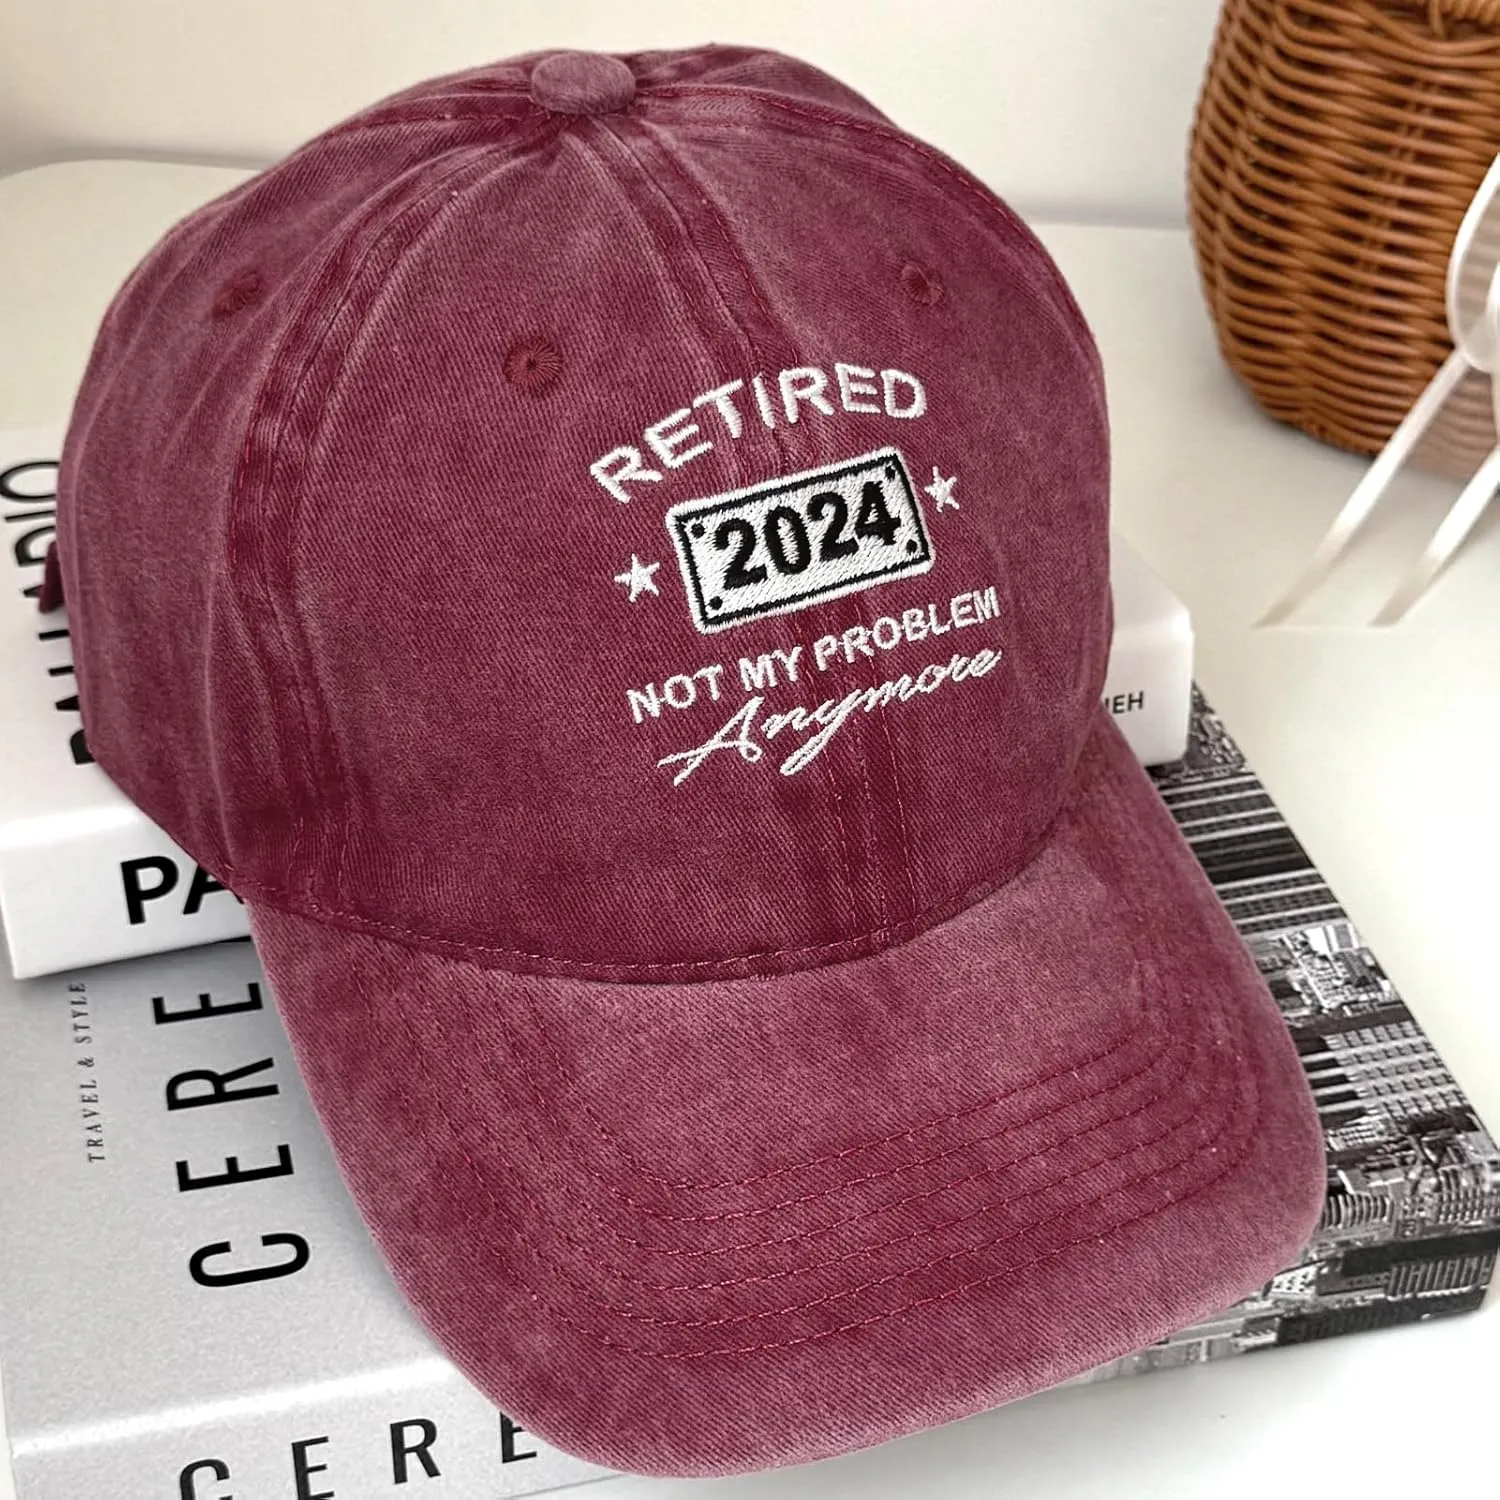 RETIRED
2024
NOT MY PROBLEM
Anymore
PA
TRAVEL & STYLE
CERE
CERE